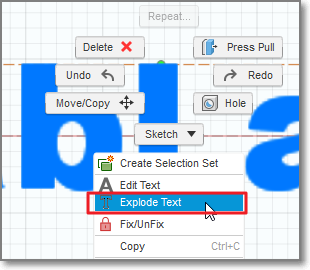 Repeat...
Delete
Press Pull
Undo
Redo
Move/Copy
Hole
Sketch
bla
Create Selection Set
A Edit Text
Explode Text
Fix/UnFix
Copy Ctrl+C